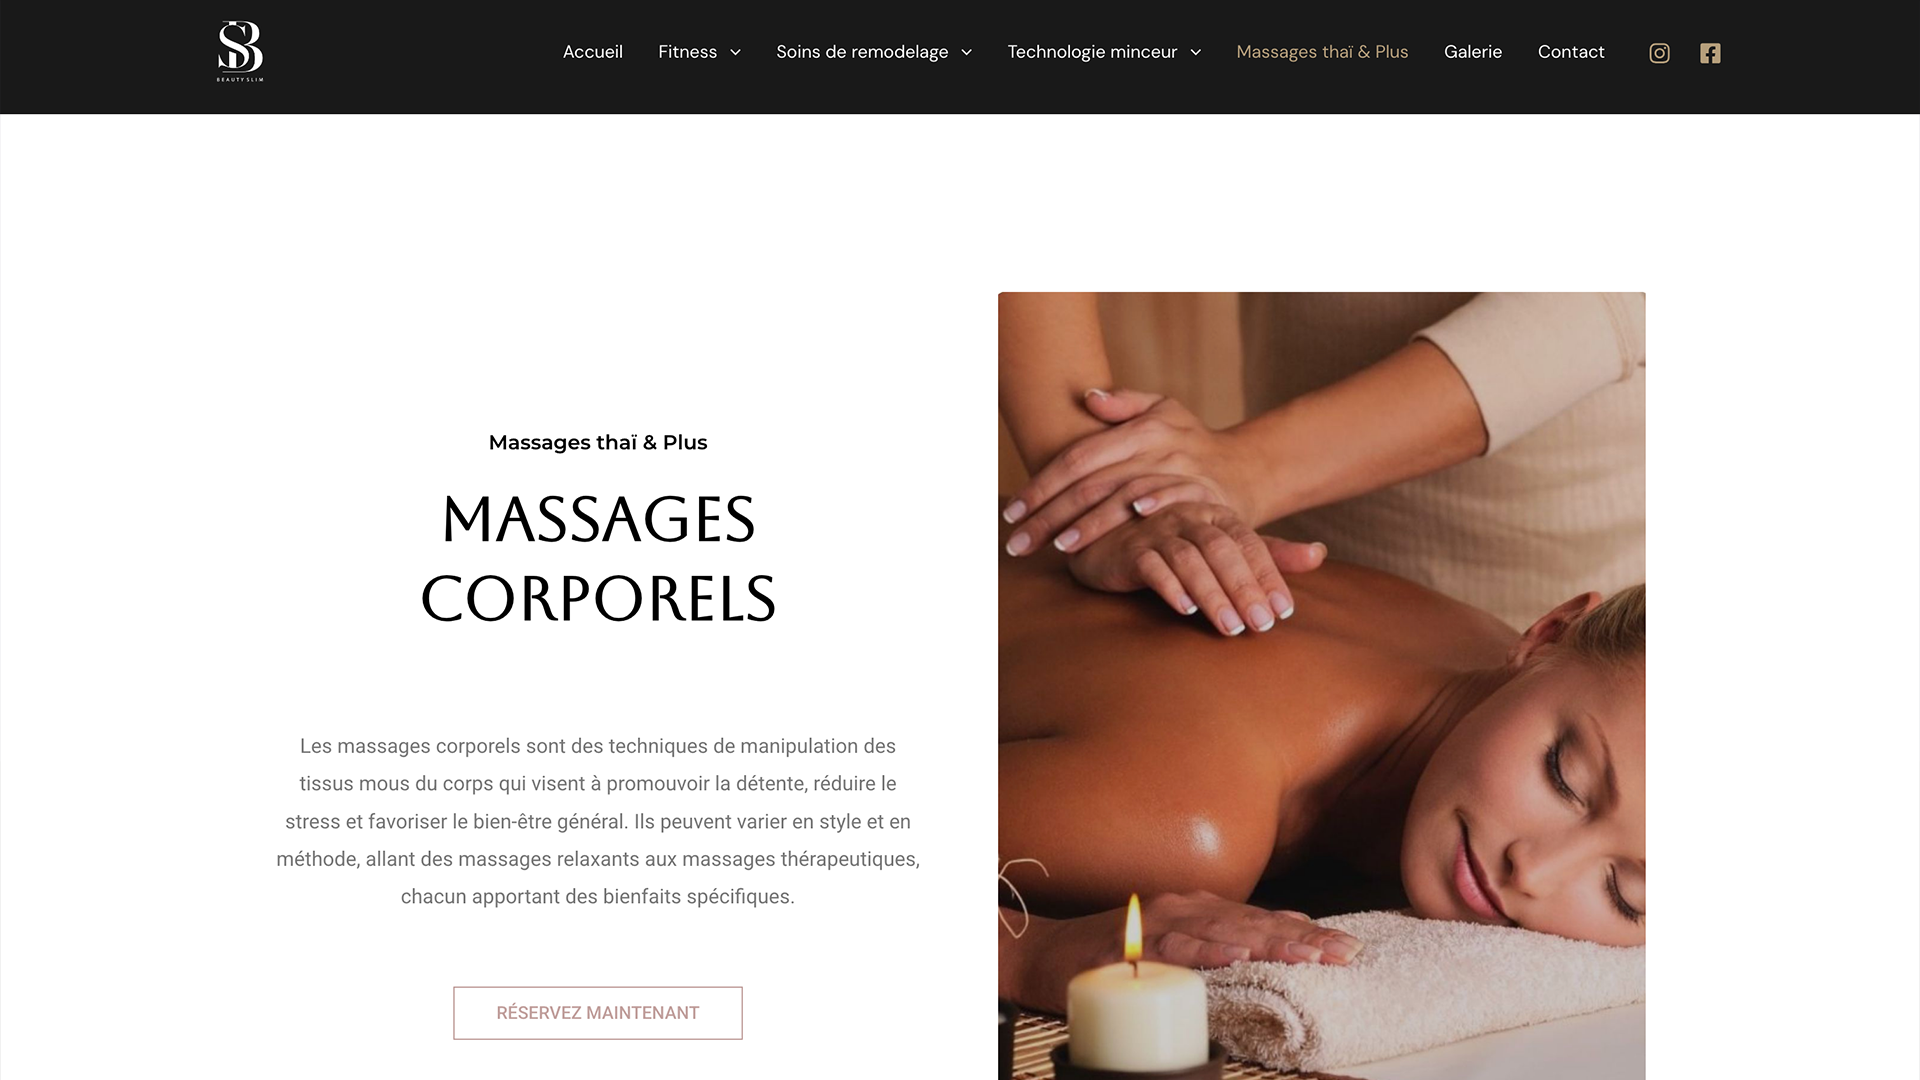 SB
BEAUTY SLIM
Accueil Fitness Soins de remodelage Technologie minceur Massages thaï & Plus Galerie Contact
Massages thaï & Plus
MASSAGES
CORPORELS
Les massages corporels sont des techniques de manipulation des
tissus mous du corps qui visent à promouvoir la détente, réduire le
stress et favoriser le bien-être général. Ils peuvent varier en style et en
méthode, allant des massages relaxants aux massages thérapeutiques,
chacun apportant des bienfaits spécifiques.
RÉSERVEZ MAINTENANT